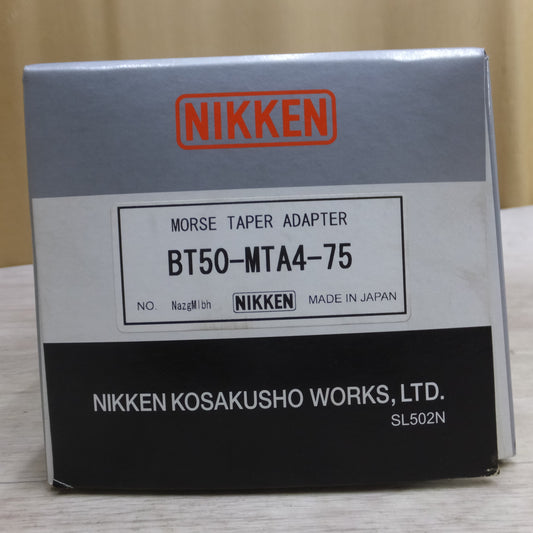 NIKKEN
MORSE TAPER ADAPTER
BT50-MTA4-75
NO. NazgMlbh NIKKEN MADE IN JAPAN
NIKKEN KOSAKUSHO WORKS, LTD.
SL502N